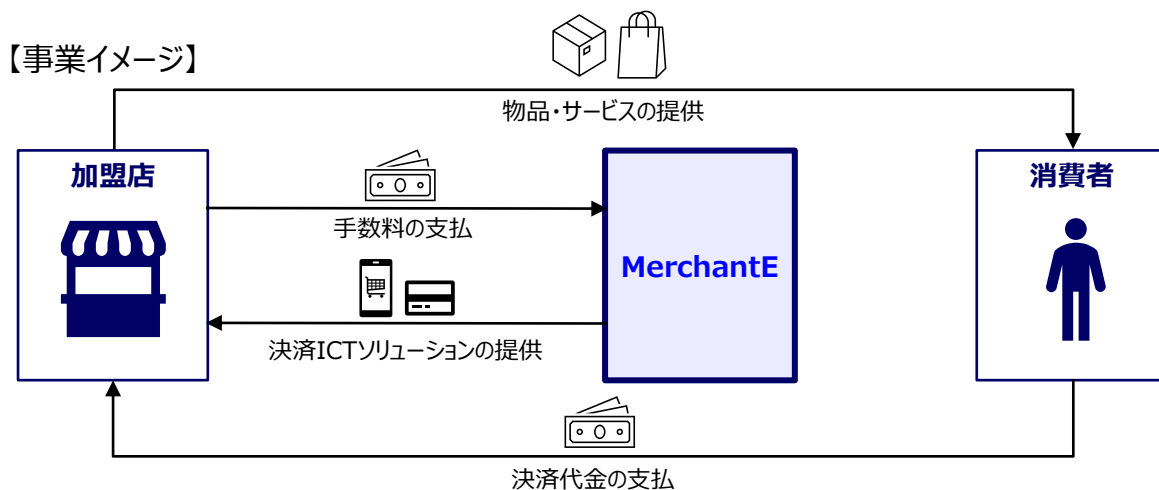 【事業イメージ】
物品・サービスの提供
加盟店
消費者
手数料の支払
MerchantE
決済ICTソリューションの提供
決済代金の支払